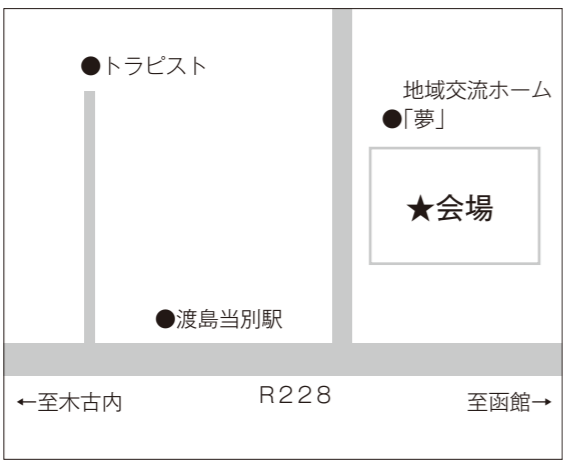 ●トラピスト
地域交流ホーム
●「夢」
★会場
●渡島当別駅
←至木古内
R228
至函館→